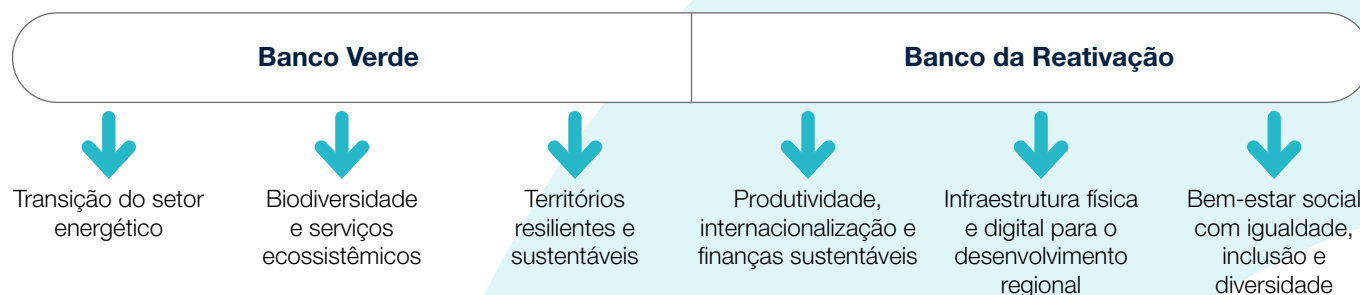 Banco Verde
Banco da Reativação
Transição do setor
energético
Biodiversidade
e serviços
ecossistêmicos
Territórios
resilientes e
sustentáveis
Produtividade,
internacionalização e
finanças sustentáveis
Infraestrutura física
e digital para o
desenvolvimento
regional
Bem-estar social
com igualdade,
inclusão e
diversidade